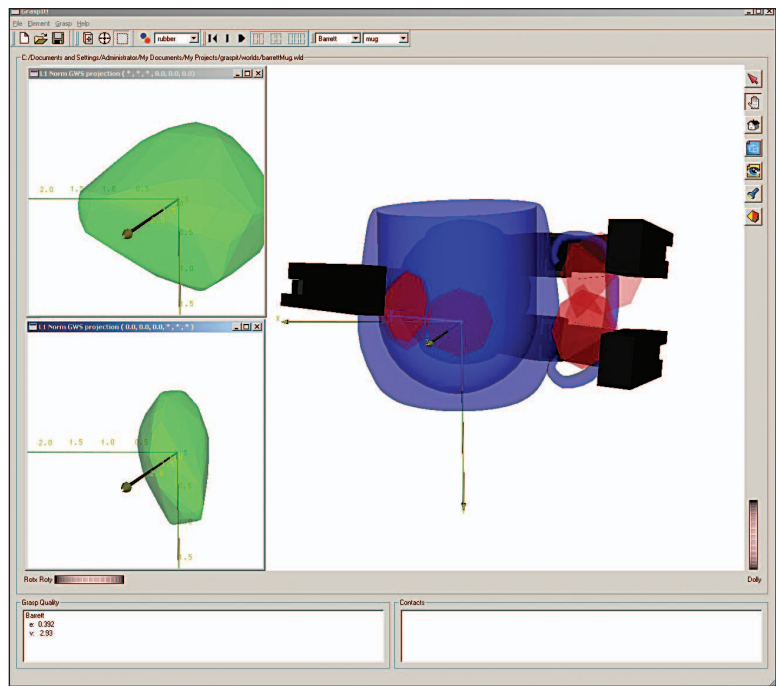 GraspIt!
File Element Grasp Help
rubber
Barrett
mug
C:/Documents and Settings/Administrator/My Documents/My Projects/graspit/worlds/barrettMug.wld
L1 Norm GWS projection ( *, *, *, 0.0, 0.0, 0.0)
2.0 1.5 1.0 0.5
L1 Norm GWS projection ( 0.0, 0.0, 0.0, *, *, * )
2.0 1.5 1.0 0.5
Rotx Roty
Dolly
Grasp Quality
Barrett
e: 0.392
v: 2.93
Contacts